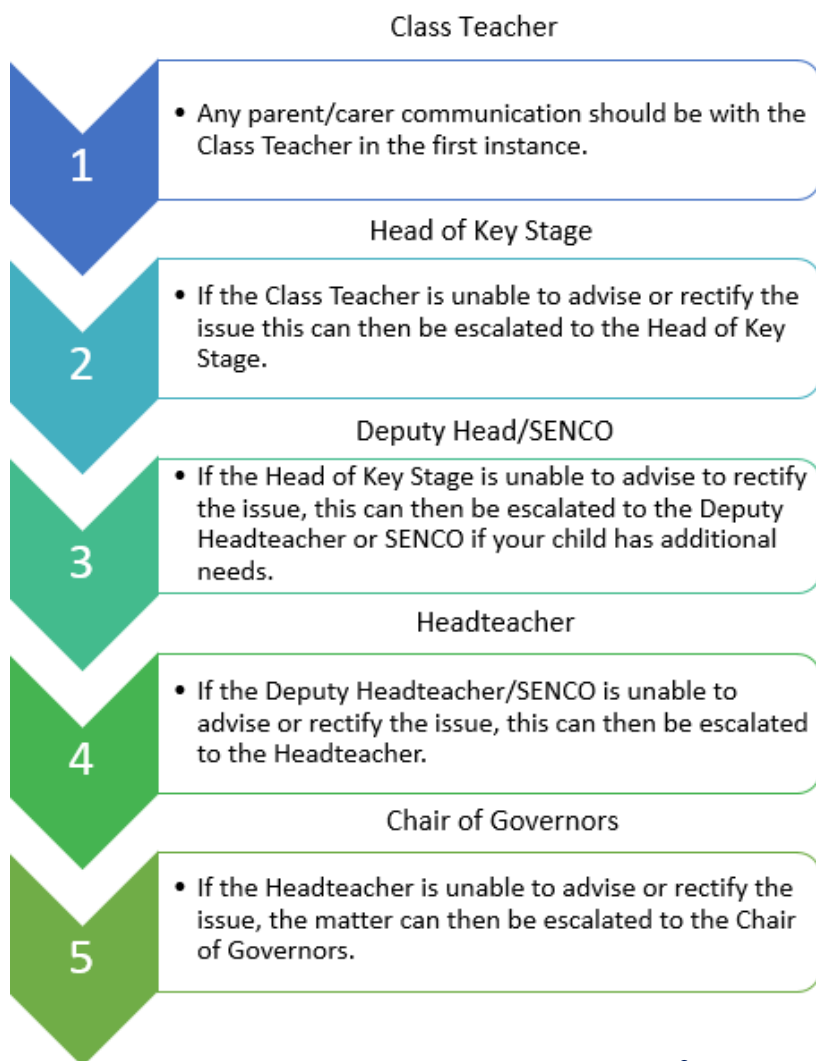 Class Teacher
1
• Any parent/carer communication should be with the
Class Teacher in the first instance.
Head of Key Stage
2
• If the Class Teacher is unable to advise or rectify the
issue this can then be escalated to the Head of Key
Stage.
Deputy Head/SENCO
3
• If the Head of Key Stage is unable to advise to rectify
the issue, this can then be escalated to the Deputy
Headteacher or SENCO if your child has additional
needs.
Headteacher
4
• If the Deputy Headteacher/SENCO is unable to
advise or rectify the issue, this can then be escalated
to the Headteacher.
Chair of Governors
5
• If the Headteacher is unable to advise or rectify the
issue, the matter can then be escalated to the Chair
of Governors.